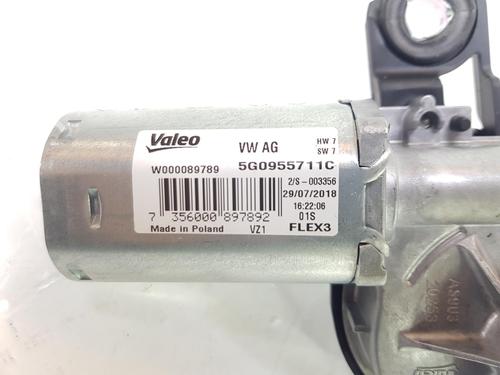 Valeo VW AG HW 7
SW 7
W000089789 5G0955711C
2/S-003356
29/07/2018
16:22:06
7 356000 897892 01S
Made in Poland VZ1 FLEX3